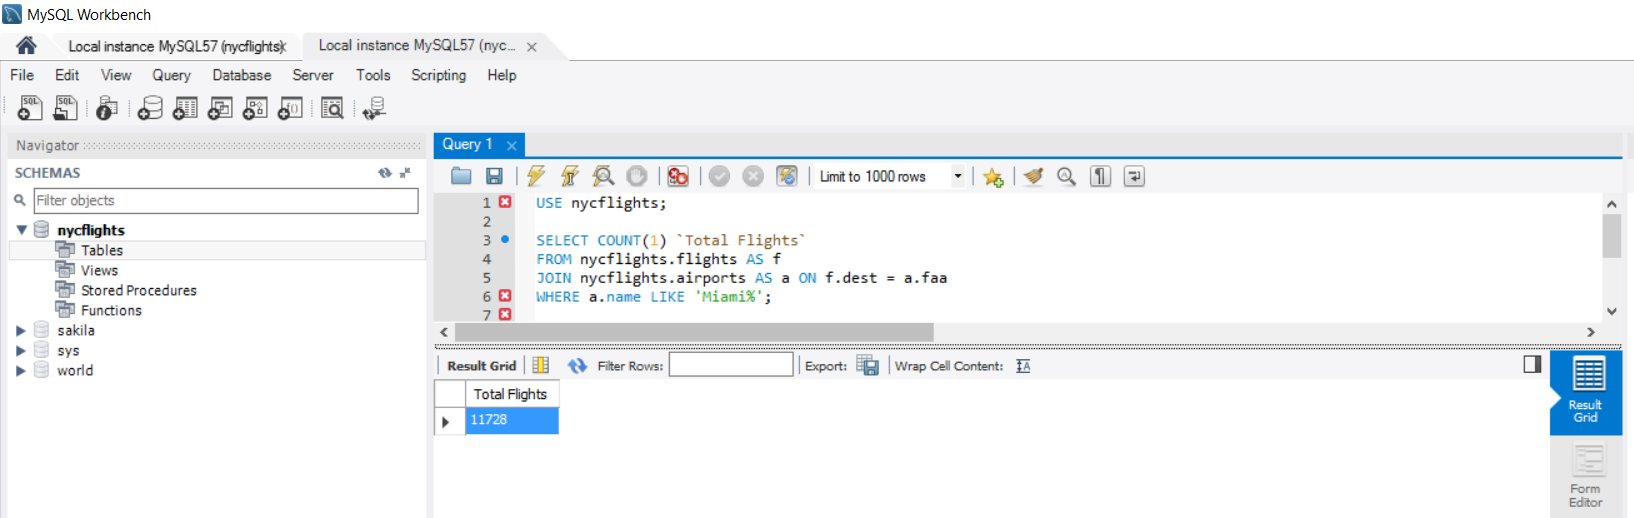 MySQL Workbench
Local instance MySQL57 (nycflights) Local instance MySQL57 (nyc...
File Edit View Query Database Server Tools Scripting Help
Navigator
SCHEMAS
Filter objects
nycflights
Tables
Views
Stored Procedures
Functions
sakila
sys
world
Query 1
Limit to 1000 rows
1 USE nycflights;
2
3 SELECT COUNT(1) `Total Flights`
4 FROM nycflights.flights AS f
5 JOIN nycflights.airports AS a ON f.dest = a.faa
6 WHERE a.name LIKE 'Miami%';
7
Result Grid Filter Rows: Export: Wrap Cell Content:
Total Flights
11728
Result
Grid
Form
Editor